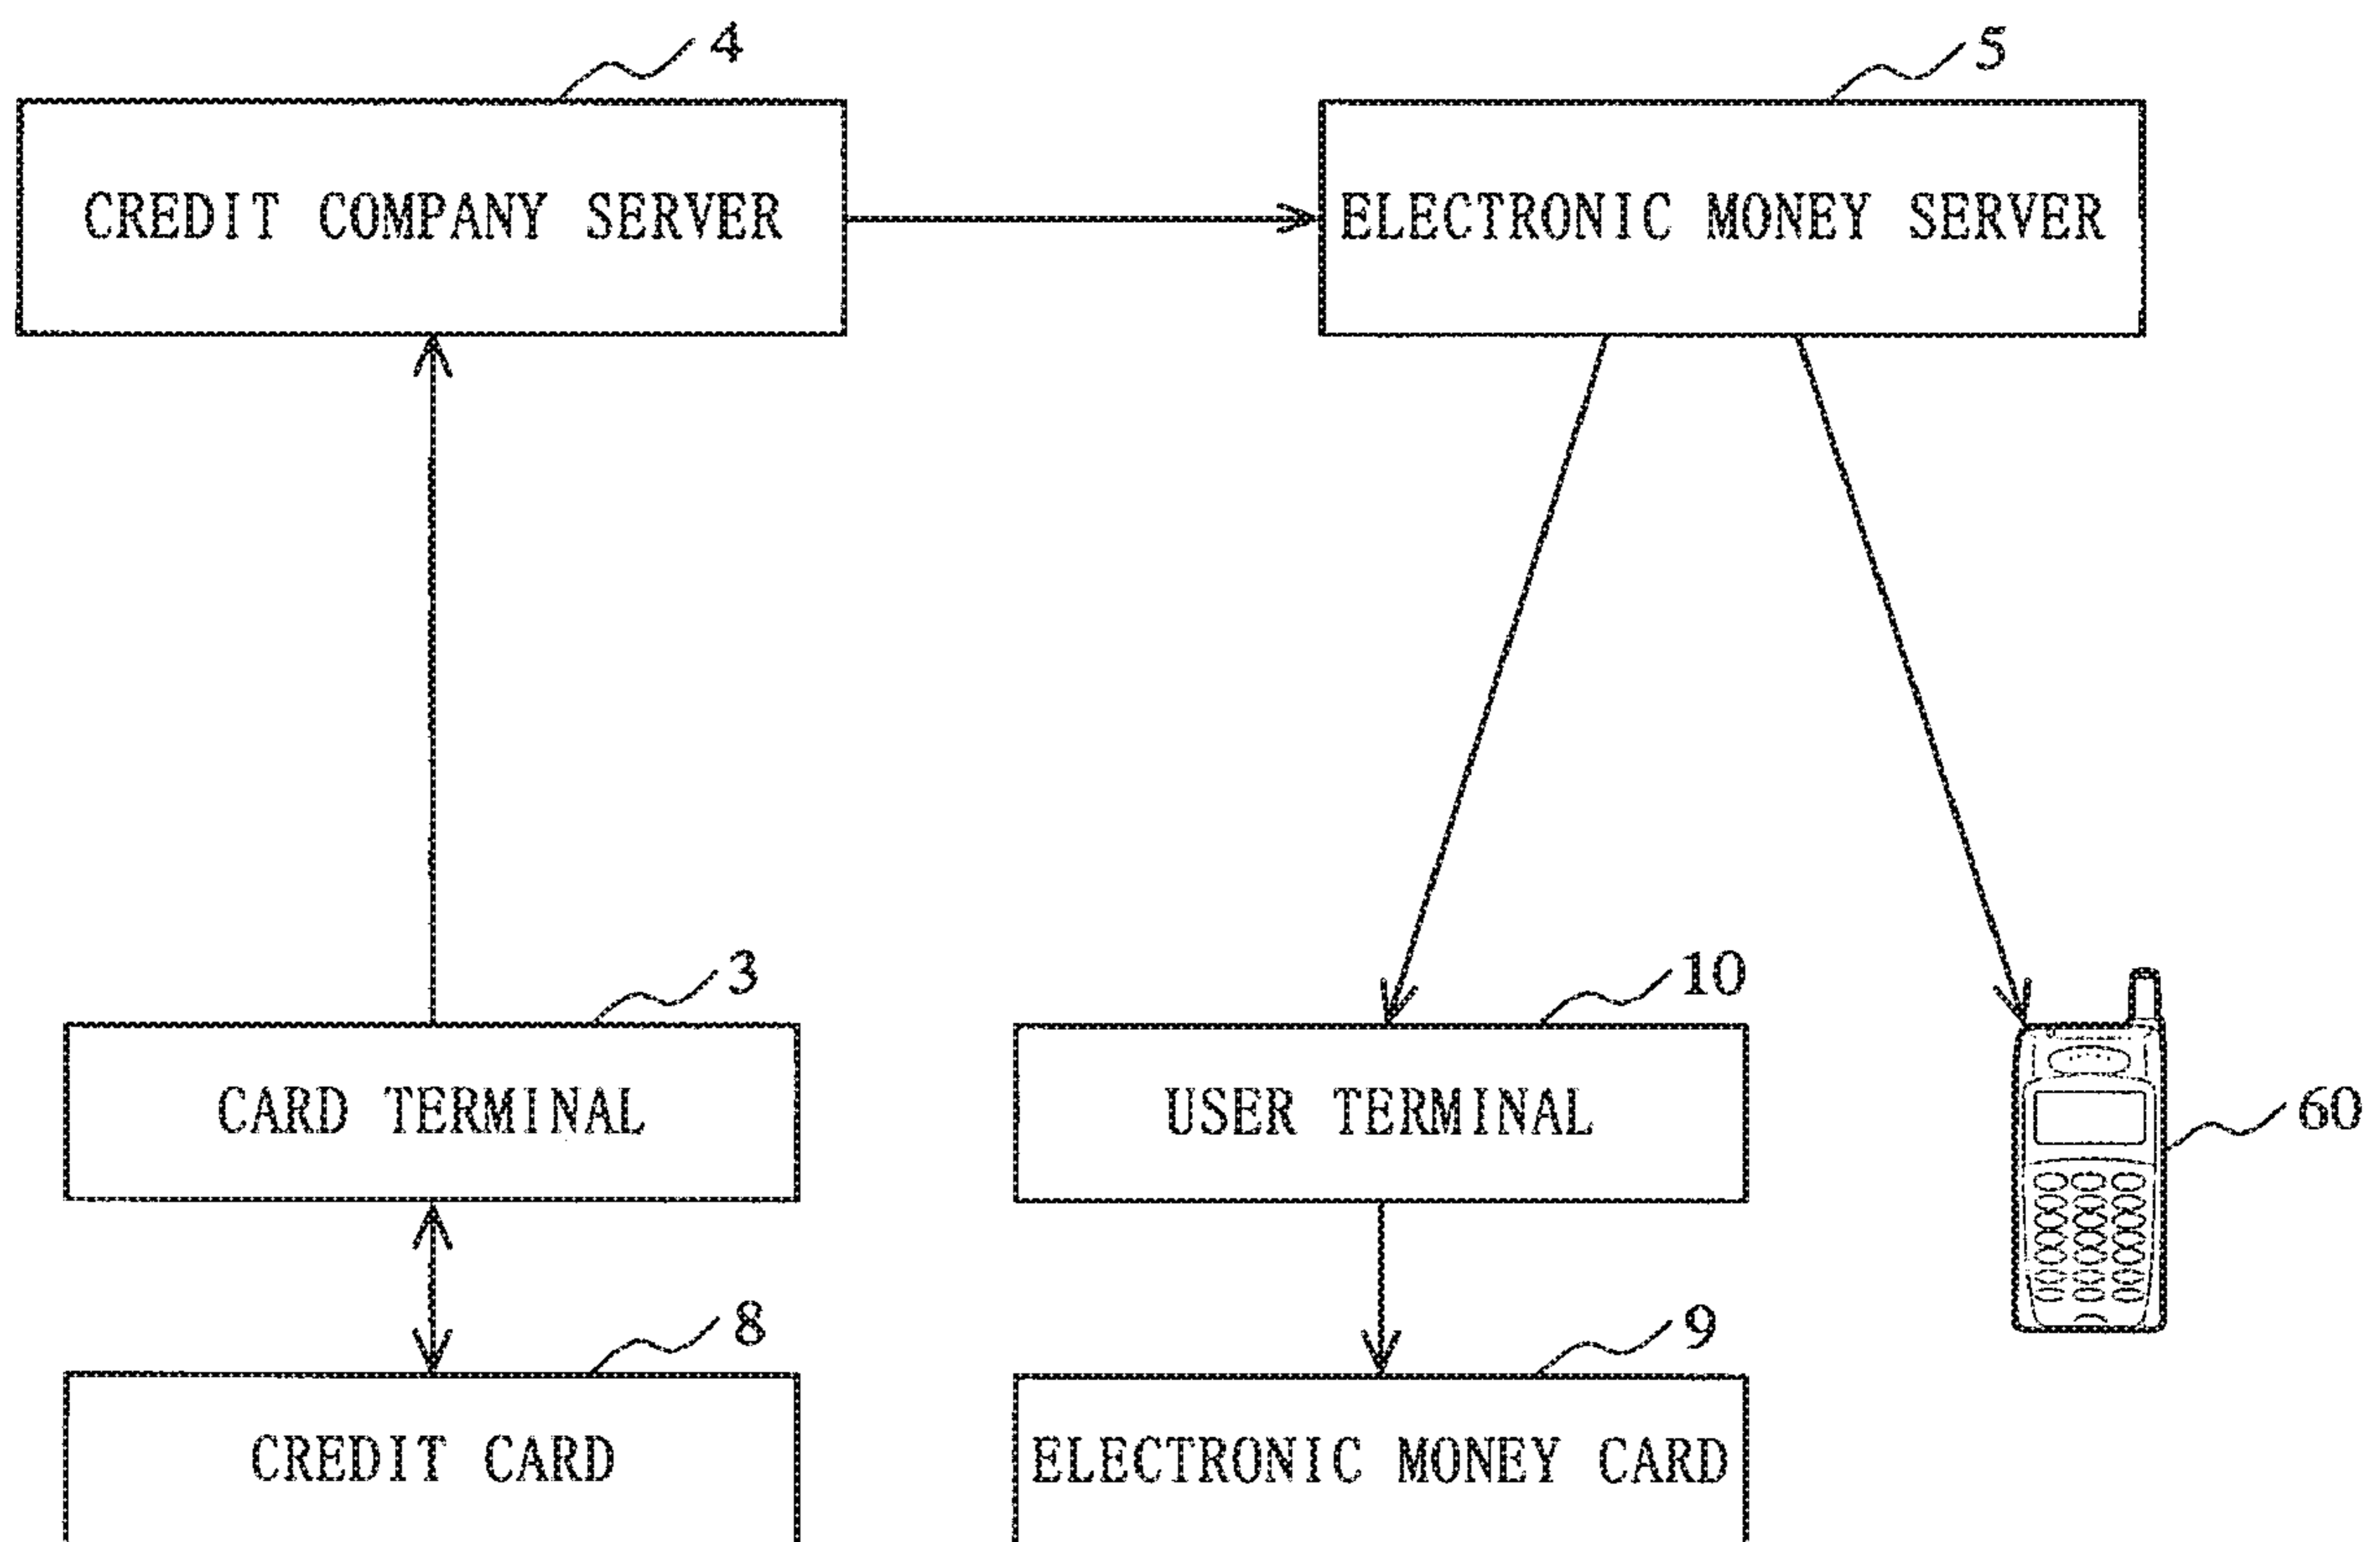 4
5
CREDIT COMPANY SERVER
ELECTRONIC MONEY SERVER
3
10
CARD TERMINAL
USER TERMINAL
60
8
9
CREDIT CARD
ELECTRONIC MONEY CARD